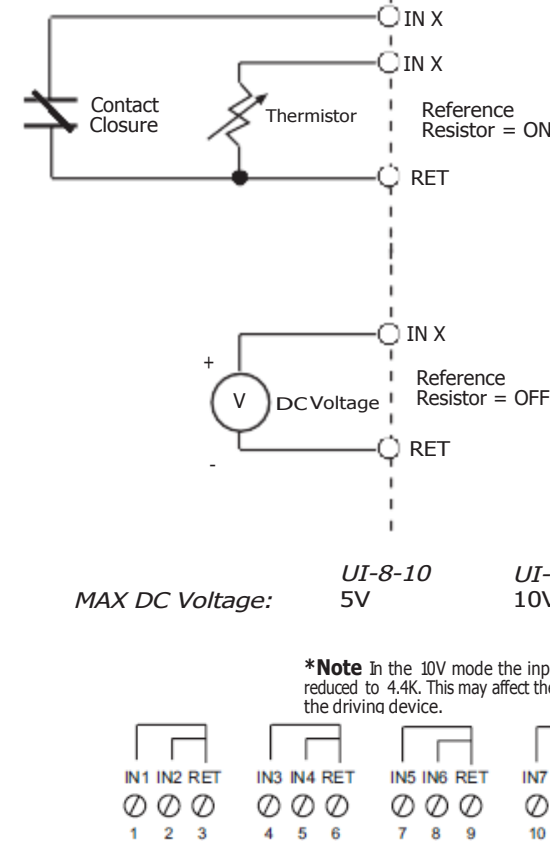 IN X
IN X
Contact
Closure
Thermistor
Reference
Resistor = ON
RET
IN X
+
V
DC Voltage
Reference
Resistor = OFF
-
RET
UI-8-10 UI-
MAX DC Voltage: 5V 10V
*Note In the 10V mode the inp
reduced to 4.4K. This may affect the
the driving device.
IN1 IN2 RET IN3 IN4 RET IN5 IN6 RET IN7
1 2 3 4 5 6 7 8 9 10